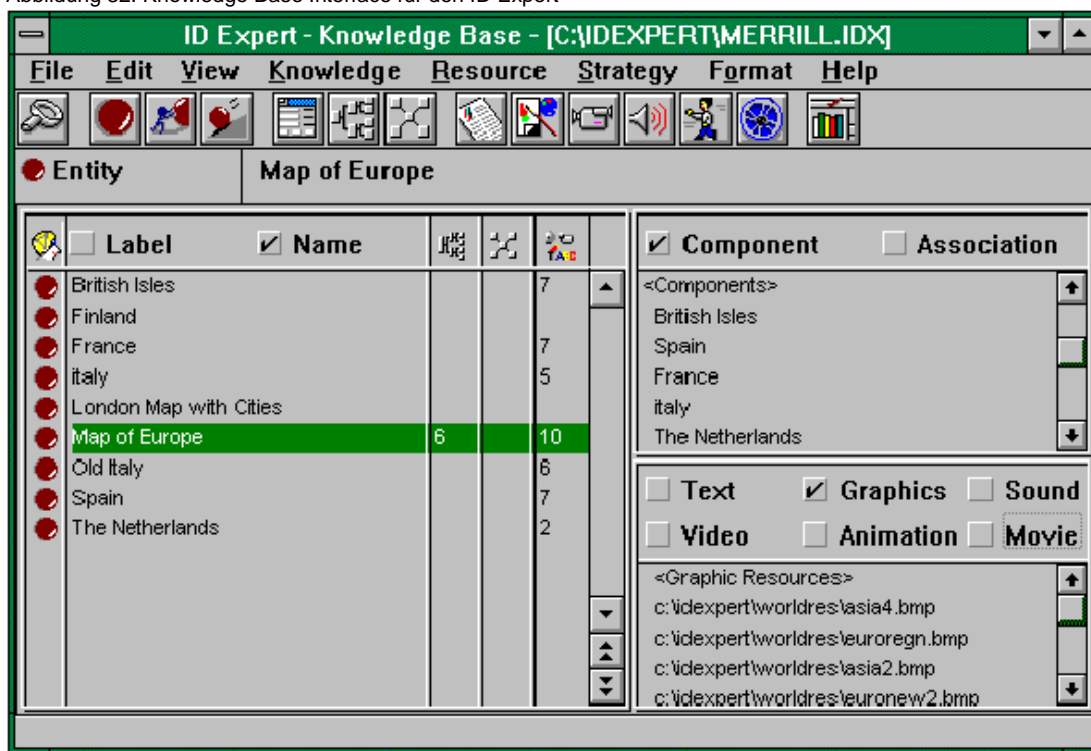 Abbildung 32: Knowledge Base Interface für den ID Expert
ID Expert - Knowledge Base - [C:\IDEXPERT\MERRILL.IDX]
File Edit View Knowledge Resource Strategy Format Help
Entity Map of Europe
Label Name
British Isles 7
Finland
France 7
italy 5
London Map with Cities
Map of Europe 6 10
Old Italy 6
Spain 7
The Netherlands 2
Component Association
<Components>
British Isles
Spain
France
italy
The Netherlands
Text Graphics Sound
Video Animation Movie
<Graphic Resources>
c:\idexpert\worldres\asia4.bmp
c:\idexpert\worldres\euroregn.bmp
c:\idexpert\worldres\asia2.bmp
c:\idexpert\worldres\euronew2.bmp